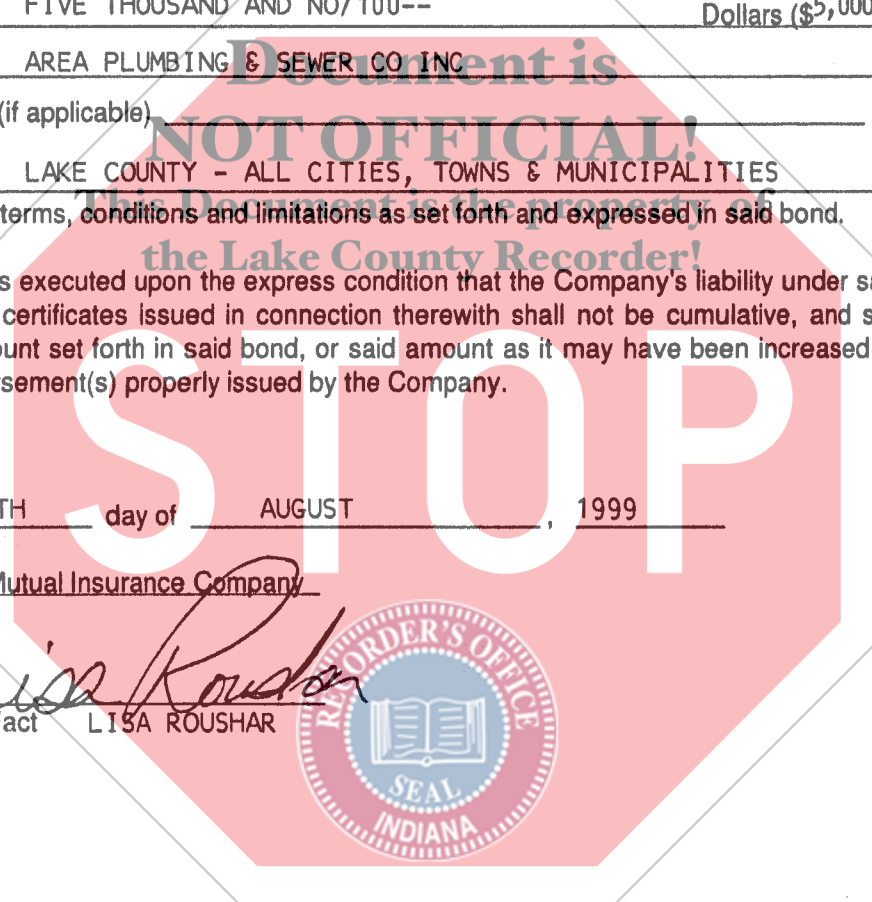 FIVE THOUSAND AND NO/100-- Dollars ($5,000
AREA PLUMBING & SEWER CO INC
Document is
(if applicable)
NOT OFFICIAL!
LAKE COUNTY - ALL CITIES, TOWNS & MUNICIPALITIES
This Document is the property of
terms, conditions and limitations as set forth and expressed in said bond.
the Lake County Recorder!
s executed upon the express condition that the Company's liability under sa
certificates issued in connection therewith shall not be cumulative, and s
ount set forth in said bond, or said amount as it may have been increased
rsement(s) properly issued by the Company.
STOP
TH day of AUGUST, 1999
Mutual Insurance Company
Lisa Roushar
act LISA ROUSHAR
RECORDER'S OFFICE
SEAL
INDIANA